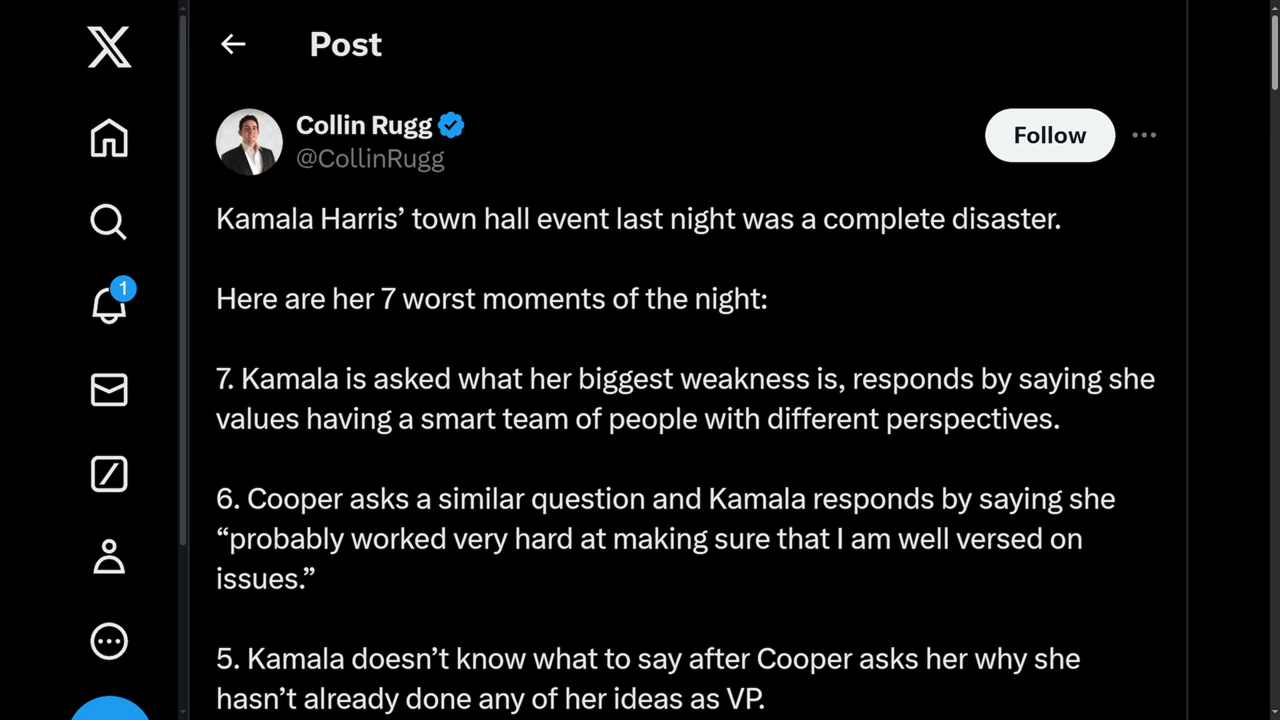 Post
Collin Rugg
@CollinRugg
Follow
Kamala Harris’ town hall event last night was a complete disaster.
Here are her 7 worst moments of the night:
7. Kamala is asked what her biggest weakness is, responds by saying she
values having a smart team of people with different perspectives.
6. Cooper asks a similar question and Kamala responds by saying she
“probably worked very hard at making sure that I am well versed on
issues.”
5. Kamala doesn’t know what to say after Cooper asks her why she
hasn’t already done any of her ideas as VP.
1